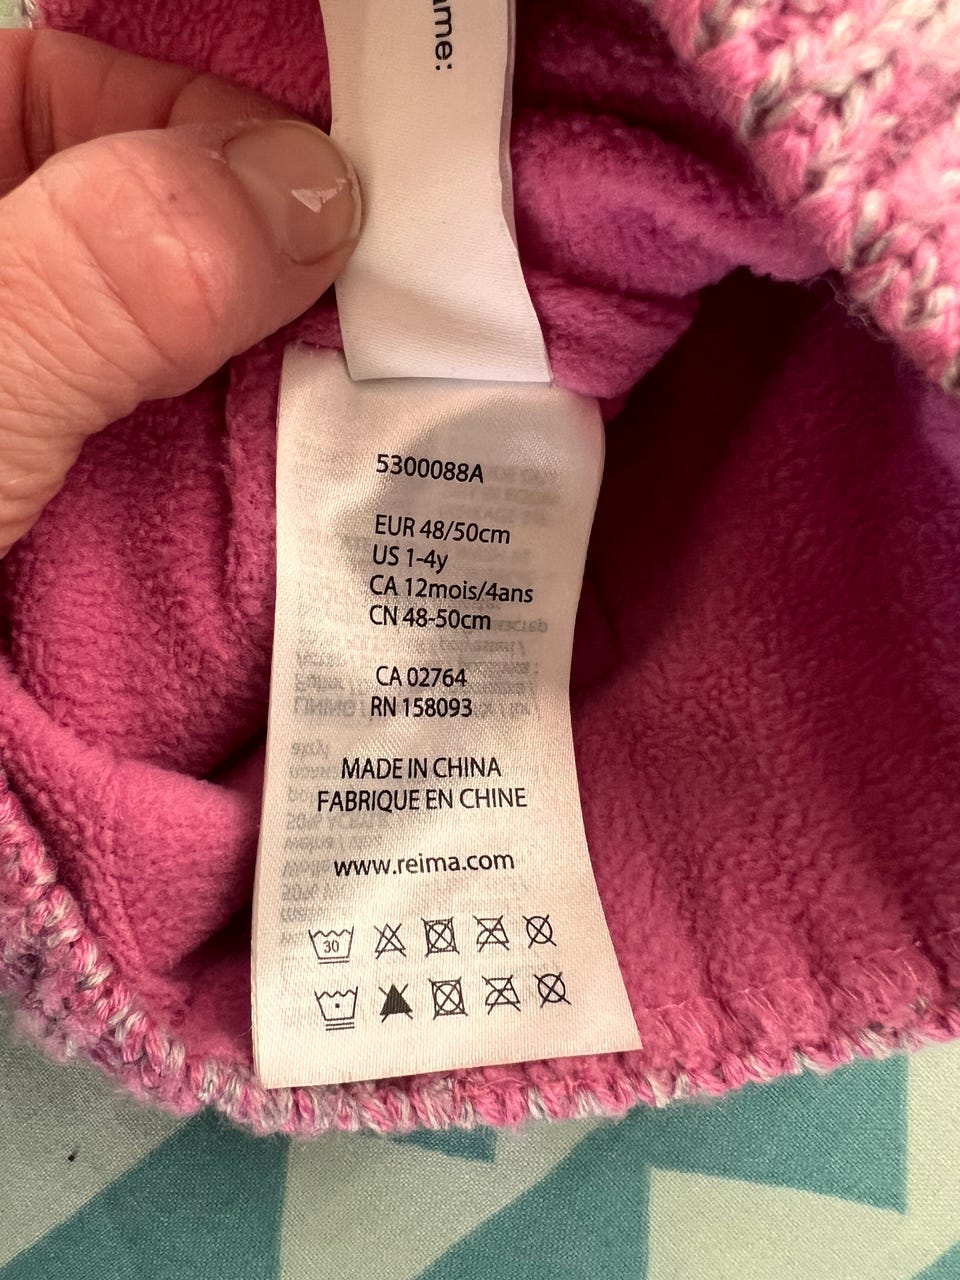 ame:
5300088A
EUR 48/50cm
US 1-4y
CA 12mois/4ans
CN 48-50cm
CA 02764
RN 158093
MADE IN CHINA
FABRIQUE EN CHINE
www.reima.com
30